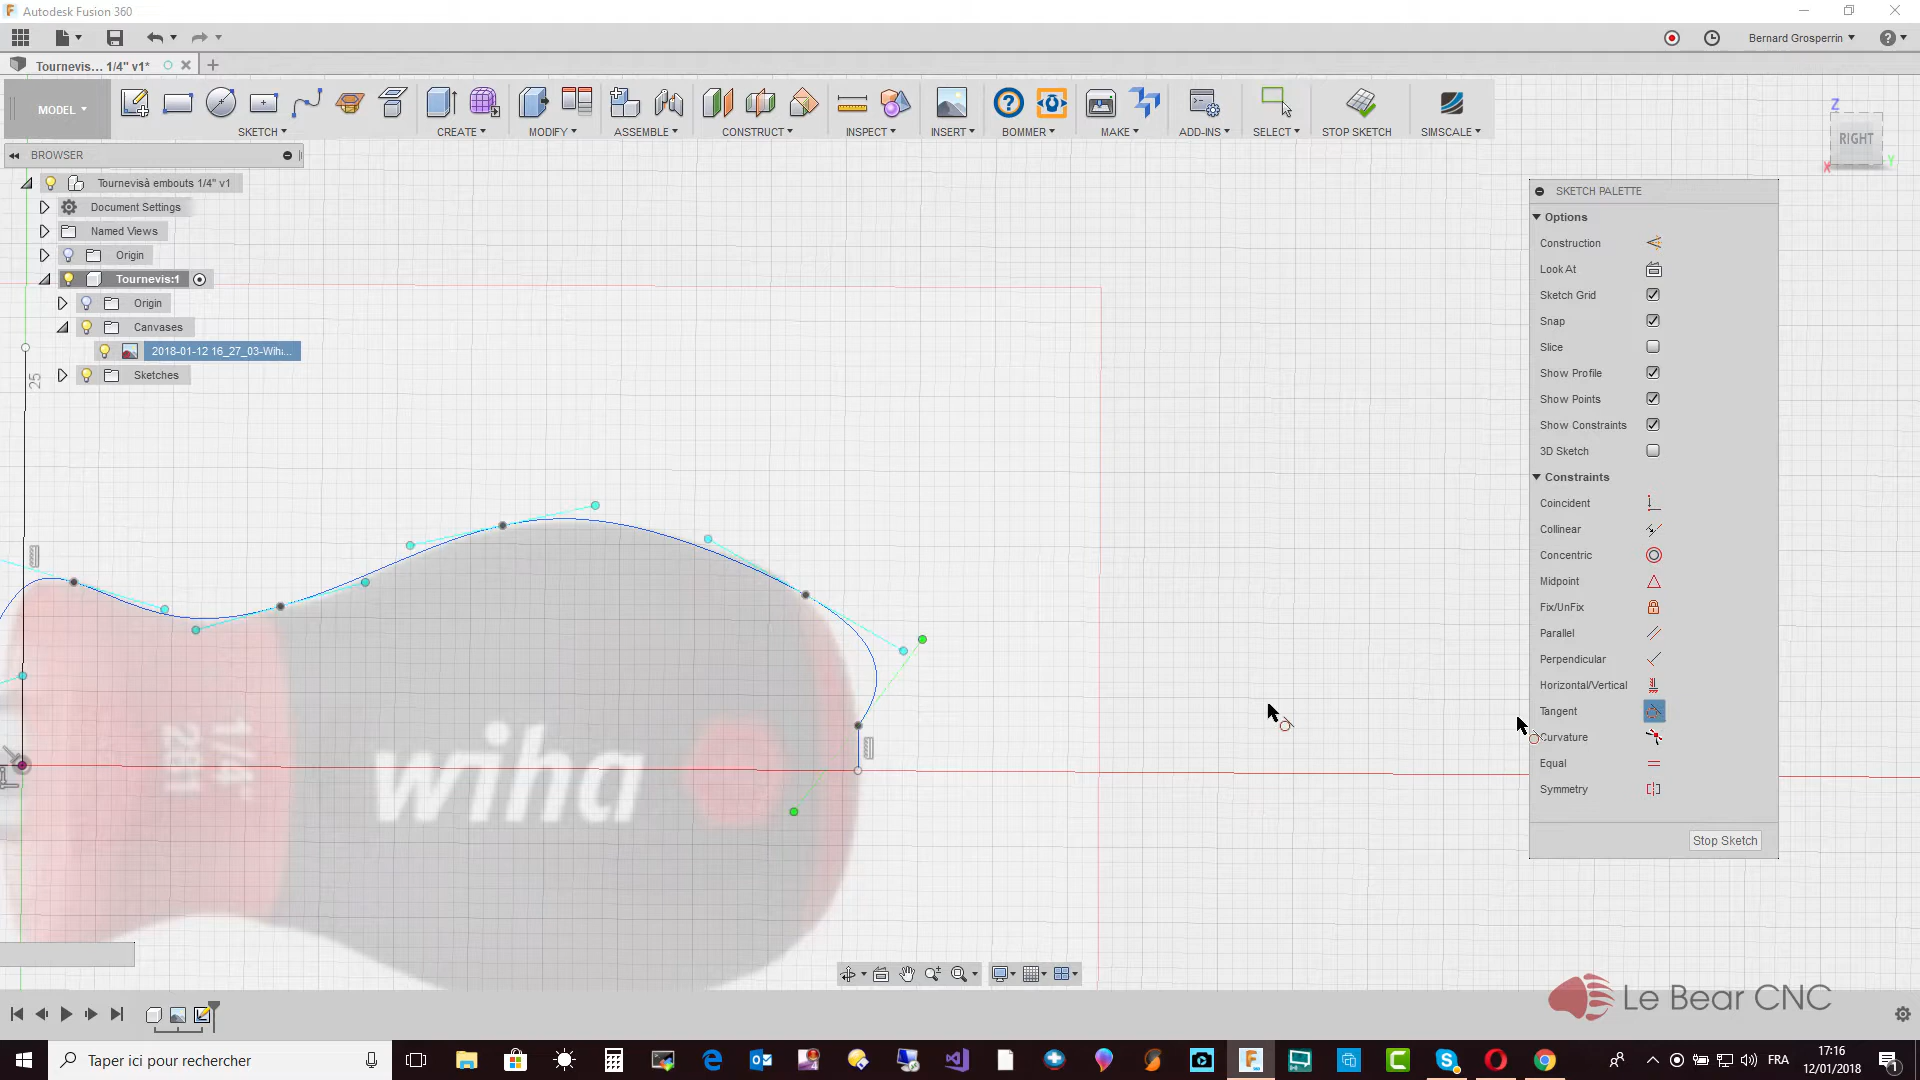 Autodesk Fusion 360
Bernard Grosperrin
Tournevis... 1/4" v1*
MODEL
SKETCH
CREATE
MODIFY
ASSEMBLE
CONSTRUCT
INSPECT
INSERT
BOMMER
MAKE
ADD-INS
SELECT
STOP SKETCH
SIMSCALE
Z
RIGHT
X
Y
BROWSER
Tournevisà embouts 1/4" v1
Document Settings
Named Views
Origin
Tournevis:1
Origin
Canvases
2018-01-12 16_27_03-Wiha...
Sketches
25
SKETCH PALETTE
Options
Construction
Look At
Sketch Grid
Snap
Slice
Show Profile
Show Points
Show Constraints
3D Sketch
Constraints
Coincident
Collinear
Concentric
Midpoint
Fix/UnFix
Parallel
Perpendicular
Horizontal/Vertical
Tangent
Curvature
Equal
Symmetry
Stop Sketch
1/4"
281
wiha
Le Bear CNC
Taper ici pour rechercher
FRA
17:16
12/01/2018
1